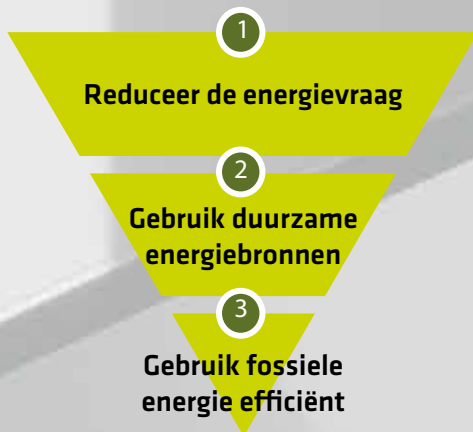 1
Reduceer de energievraag
2
Gebruik duurzame
energiebronnen
3
Gebruik fossiele
energie efficiënt